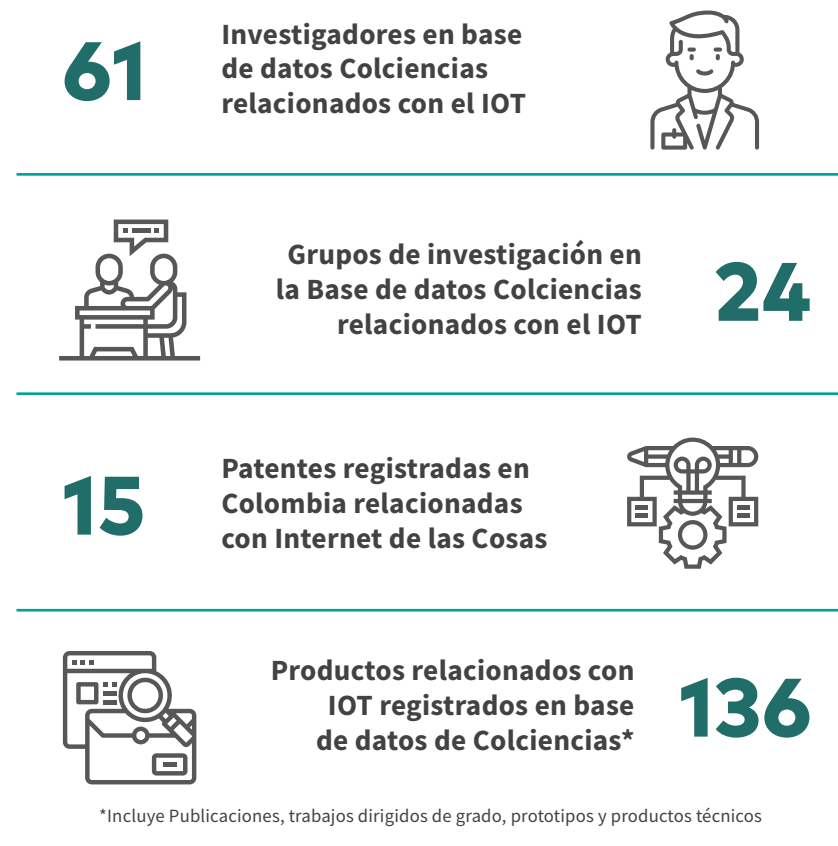 61
Investigadores en base
de datos Colciencias
relacionados con el IOT
Grupos de investigación en
la Base de datos Colciencias
relacionados con el IOT
24
15
Patentes registradas en
Colombia relacionadas
con Internet de las Cosas
Productos relacionados con
IOT registrados en base
de datos de Colciencias*
136
*Incluye Publicaciones, trabajos dirigidos de grado, prototipos y productos técnicos